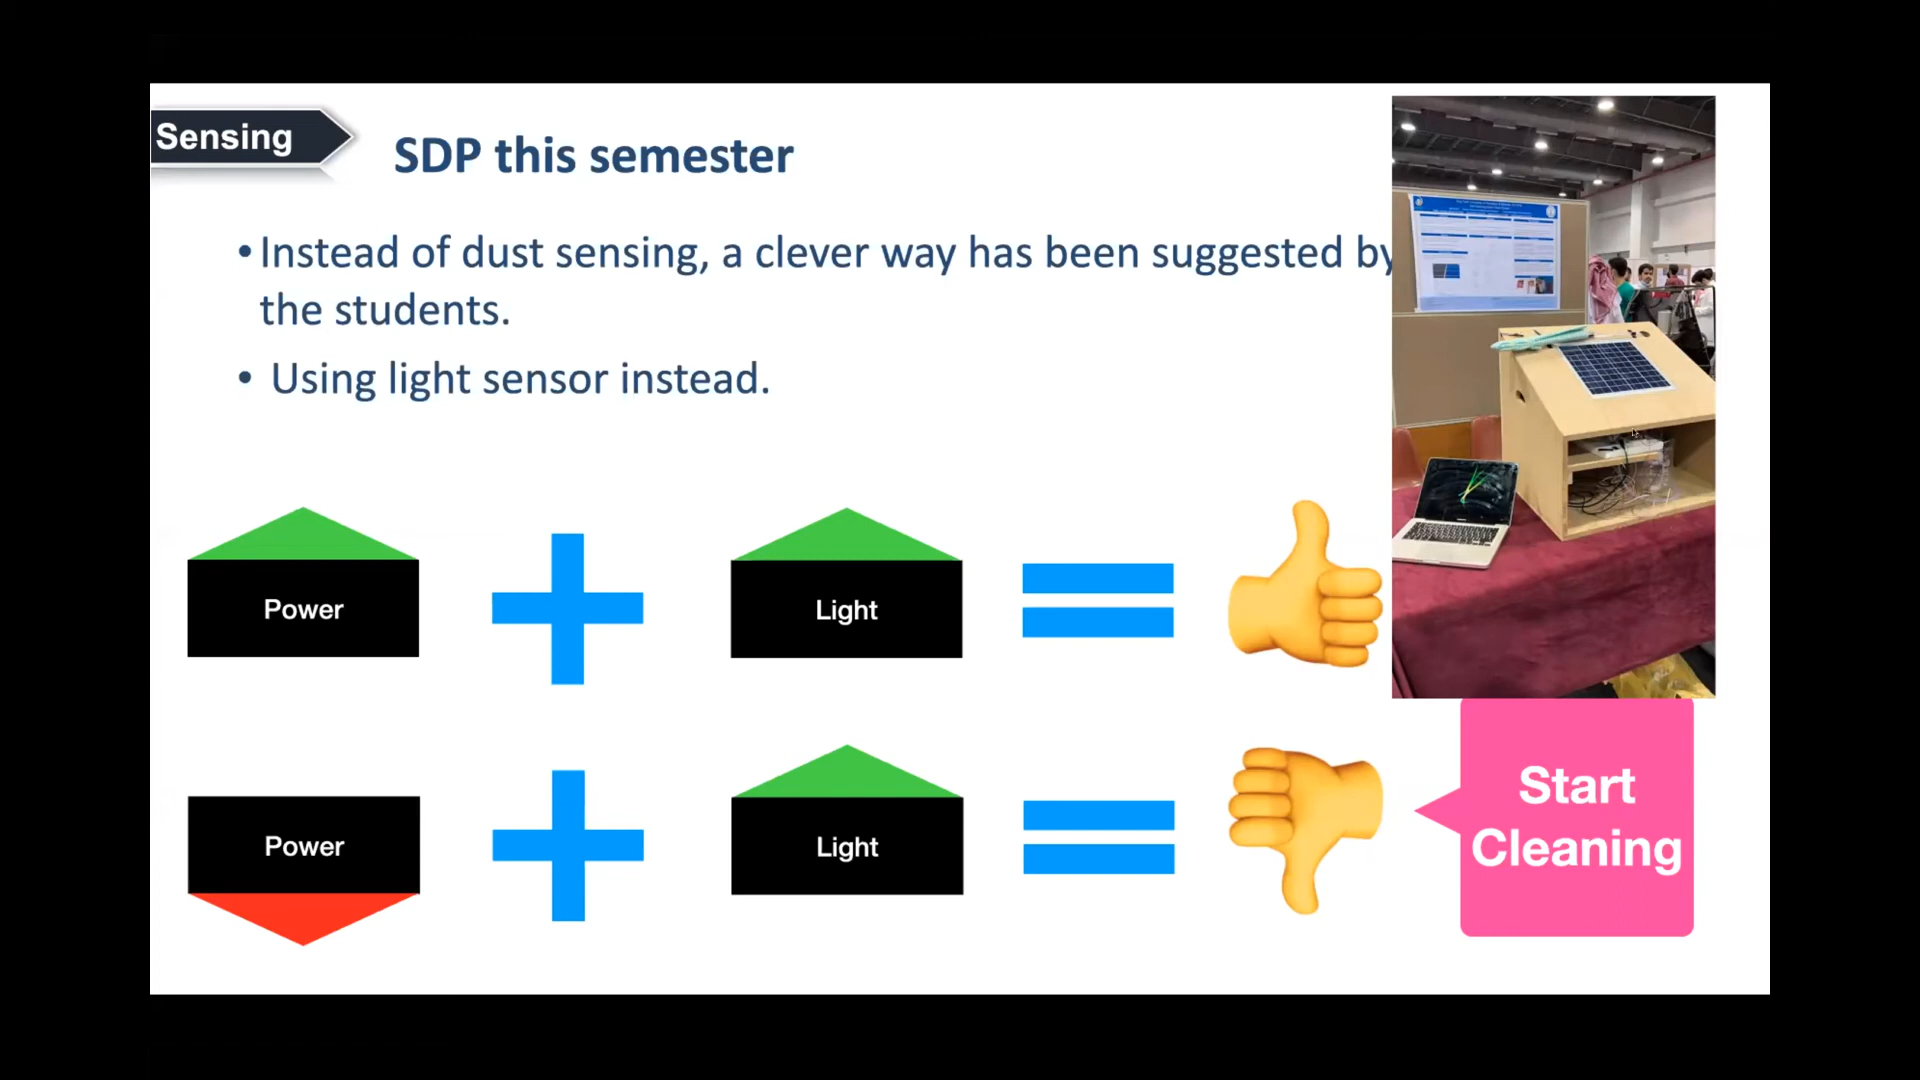 Sensing
SDP this semester
•Instead of dust sensing, a clever way has been suggested by
the students.
• Using light sensor instead.
Power
Light
Power
Light
Start
Cleaning